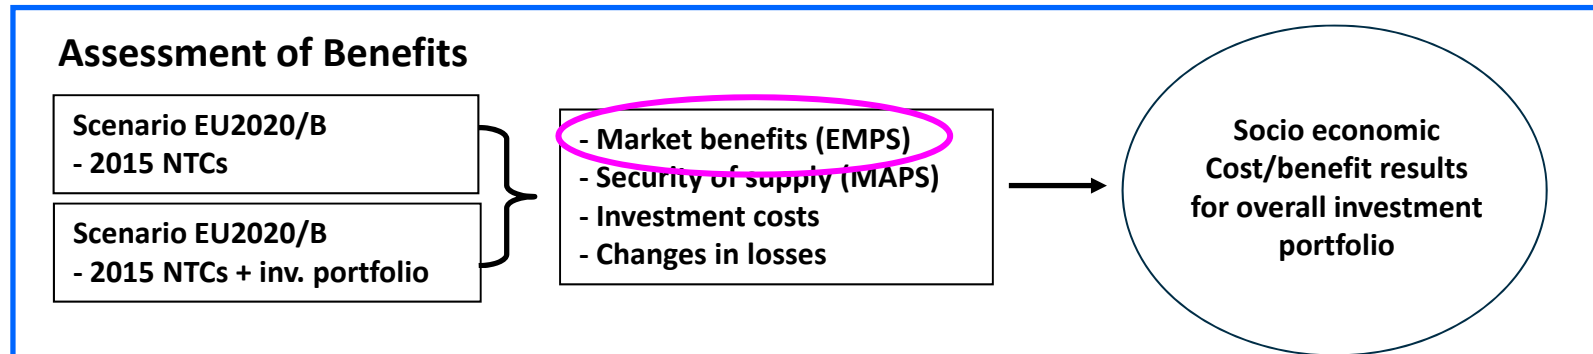 Assessment of Benefits
Scenario EU2020/B
- 2015 NTCs
Scenario EU2020/B
- 2015 NTCs + inv. portfolio
- Market benefits (EMPS)
- Security of supply (MAPS)
- Investment costs
- Changes in losses
Socio economic
Cost/benefit results
for overall investment
portfolio